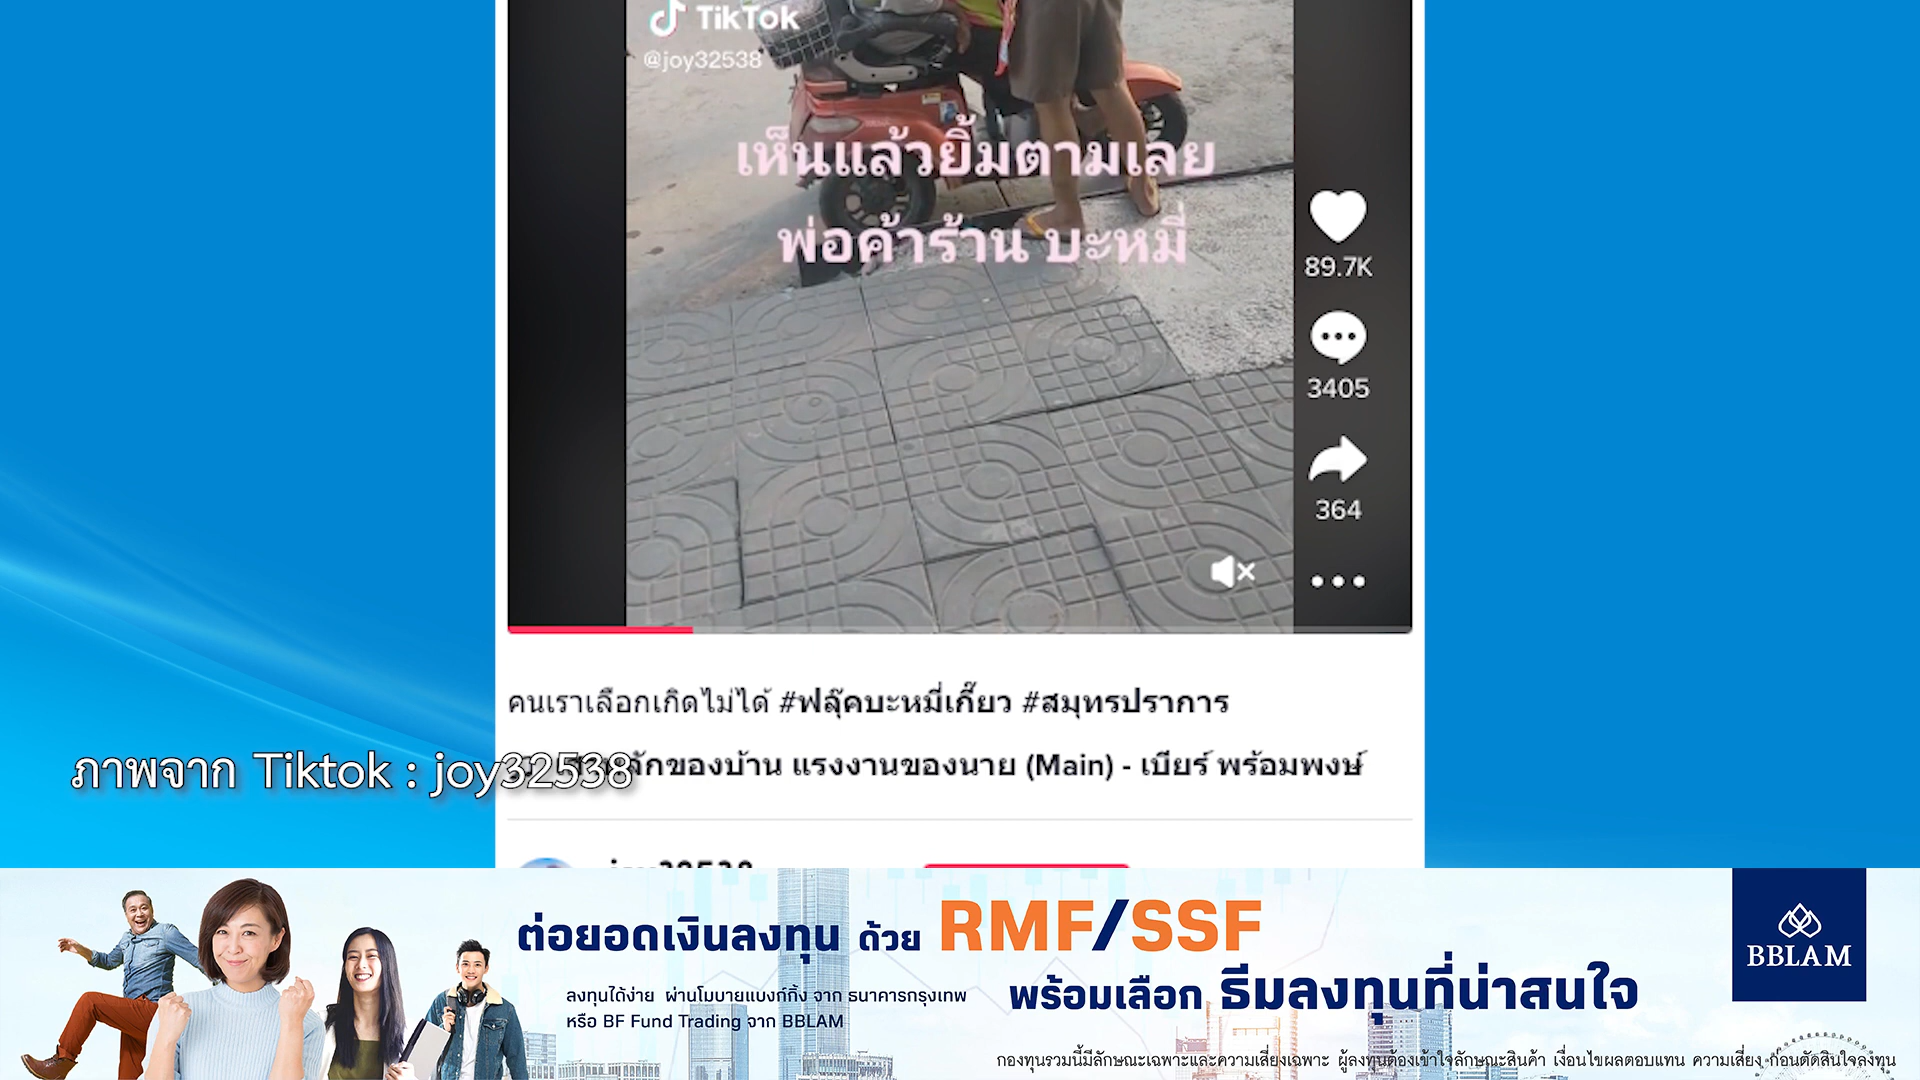 TikTok
@joy32538
เห็นแล้วยิ้มตามเลย
พ่อค้าร้าน บะหมี่
89.7K
3405
364
คนเราเลือกเกิดไม่ได้ #ฟลุ๊คบะหมี่เกี๊ยว #สมุทรปราการ
ภาพจาก Tiktok : joy32538
ของบ้าน แรงงานของนาย (Main) - เบียร์ พร้อมพงษ์
joy32538
ต่อยอดเงินลงทุน ด้วย RMF/SSF
พร้อมเลือก ธีมลงทุนที่น่าสนใจ
ลงทุนได้ง่าย ผ่านโมบายแบงก์กิ้ง จาก ธนาคารกรุงเทพ
หรือ BF Fund Trading จาก BBLAM
BBLAM
กองทุนรวมนี้มีลักษณะเฉพาะและความเสี่ยงเฉพาะ ผู้ลงทุนต้องเข้าใจลักษณะสินค้า เงื่อนไขผลตอบแทน ความเสี่ยง ก่อนตัดสินใจลงทุน